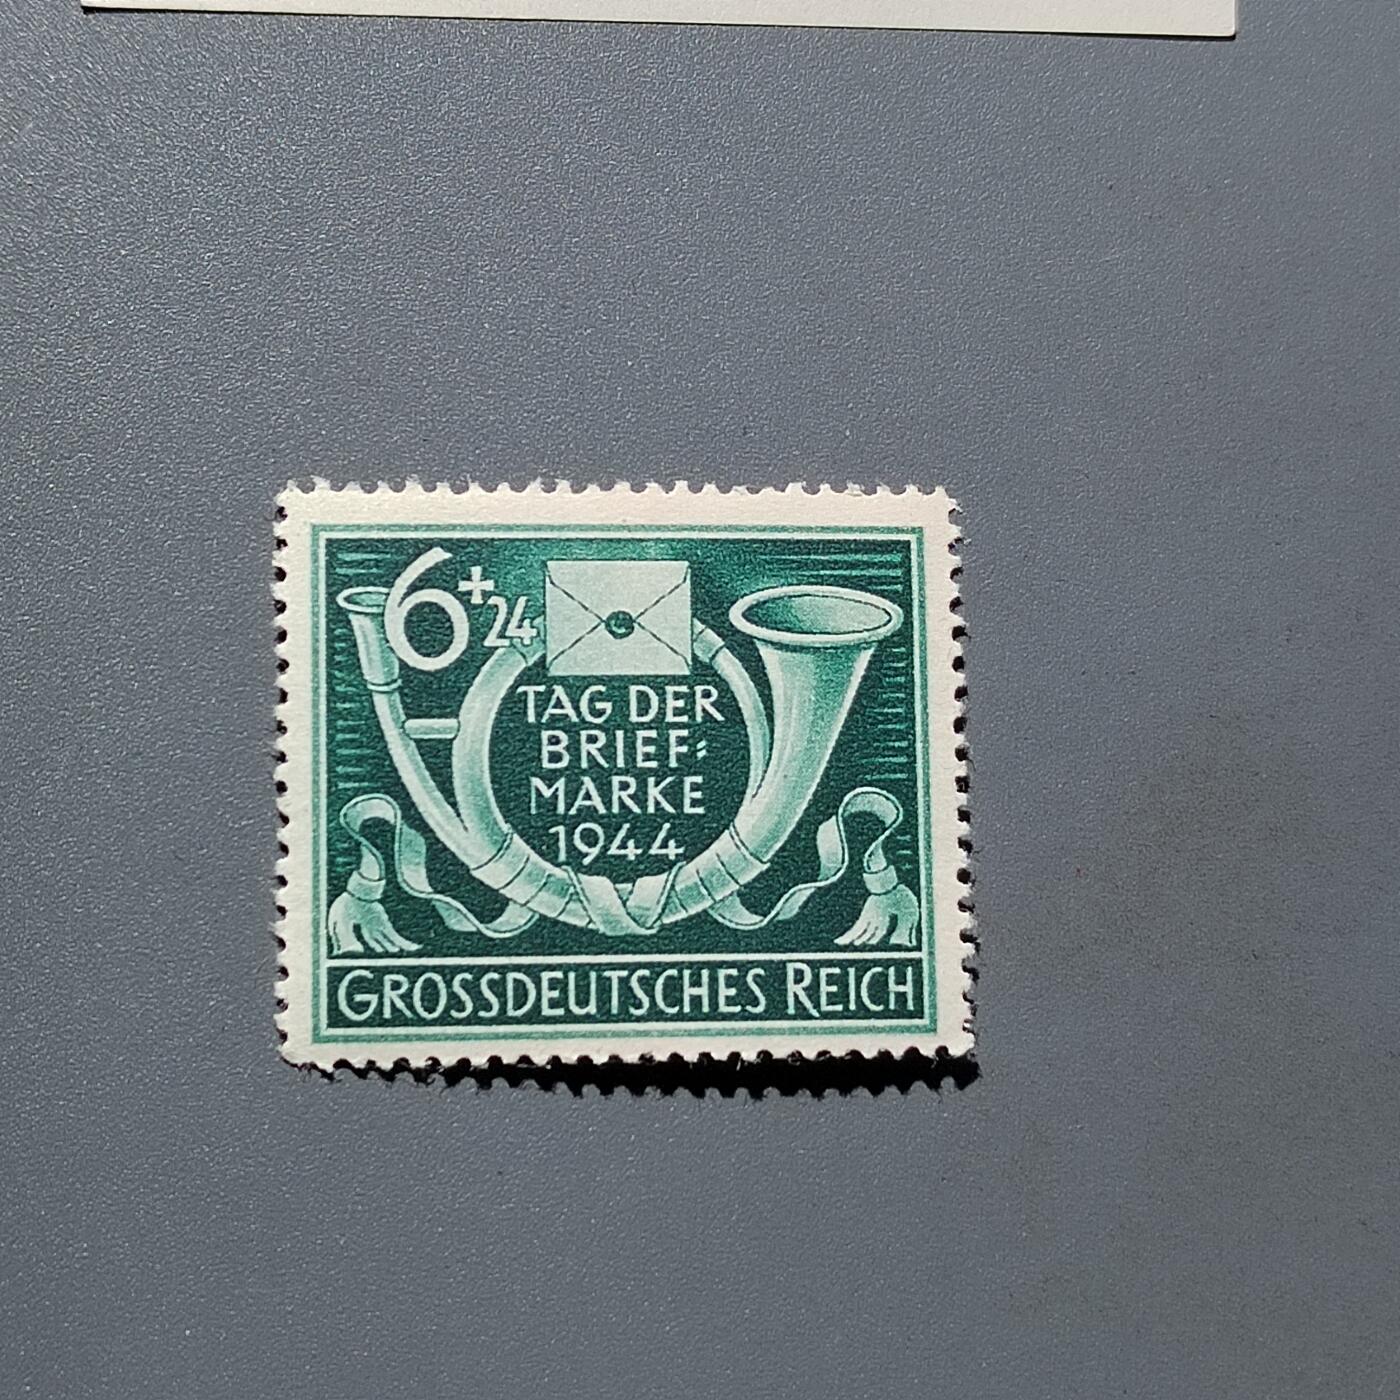 6+24
TAG DER
BRIEF=
MARKE
1944
GROSSDEUTSCHES REICH